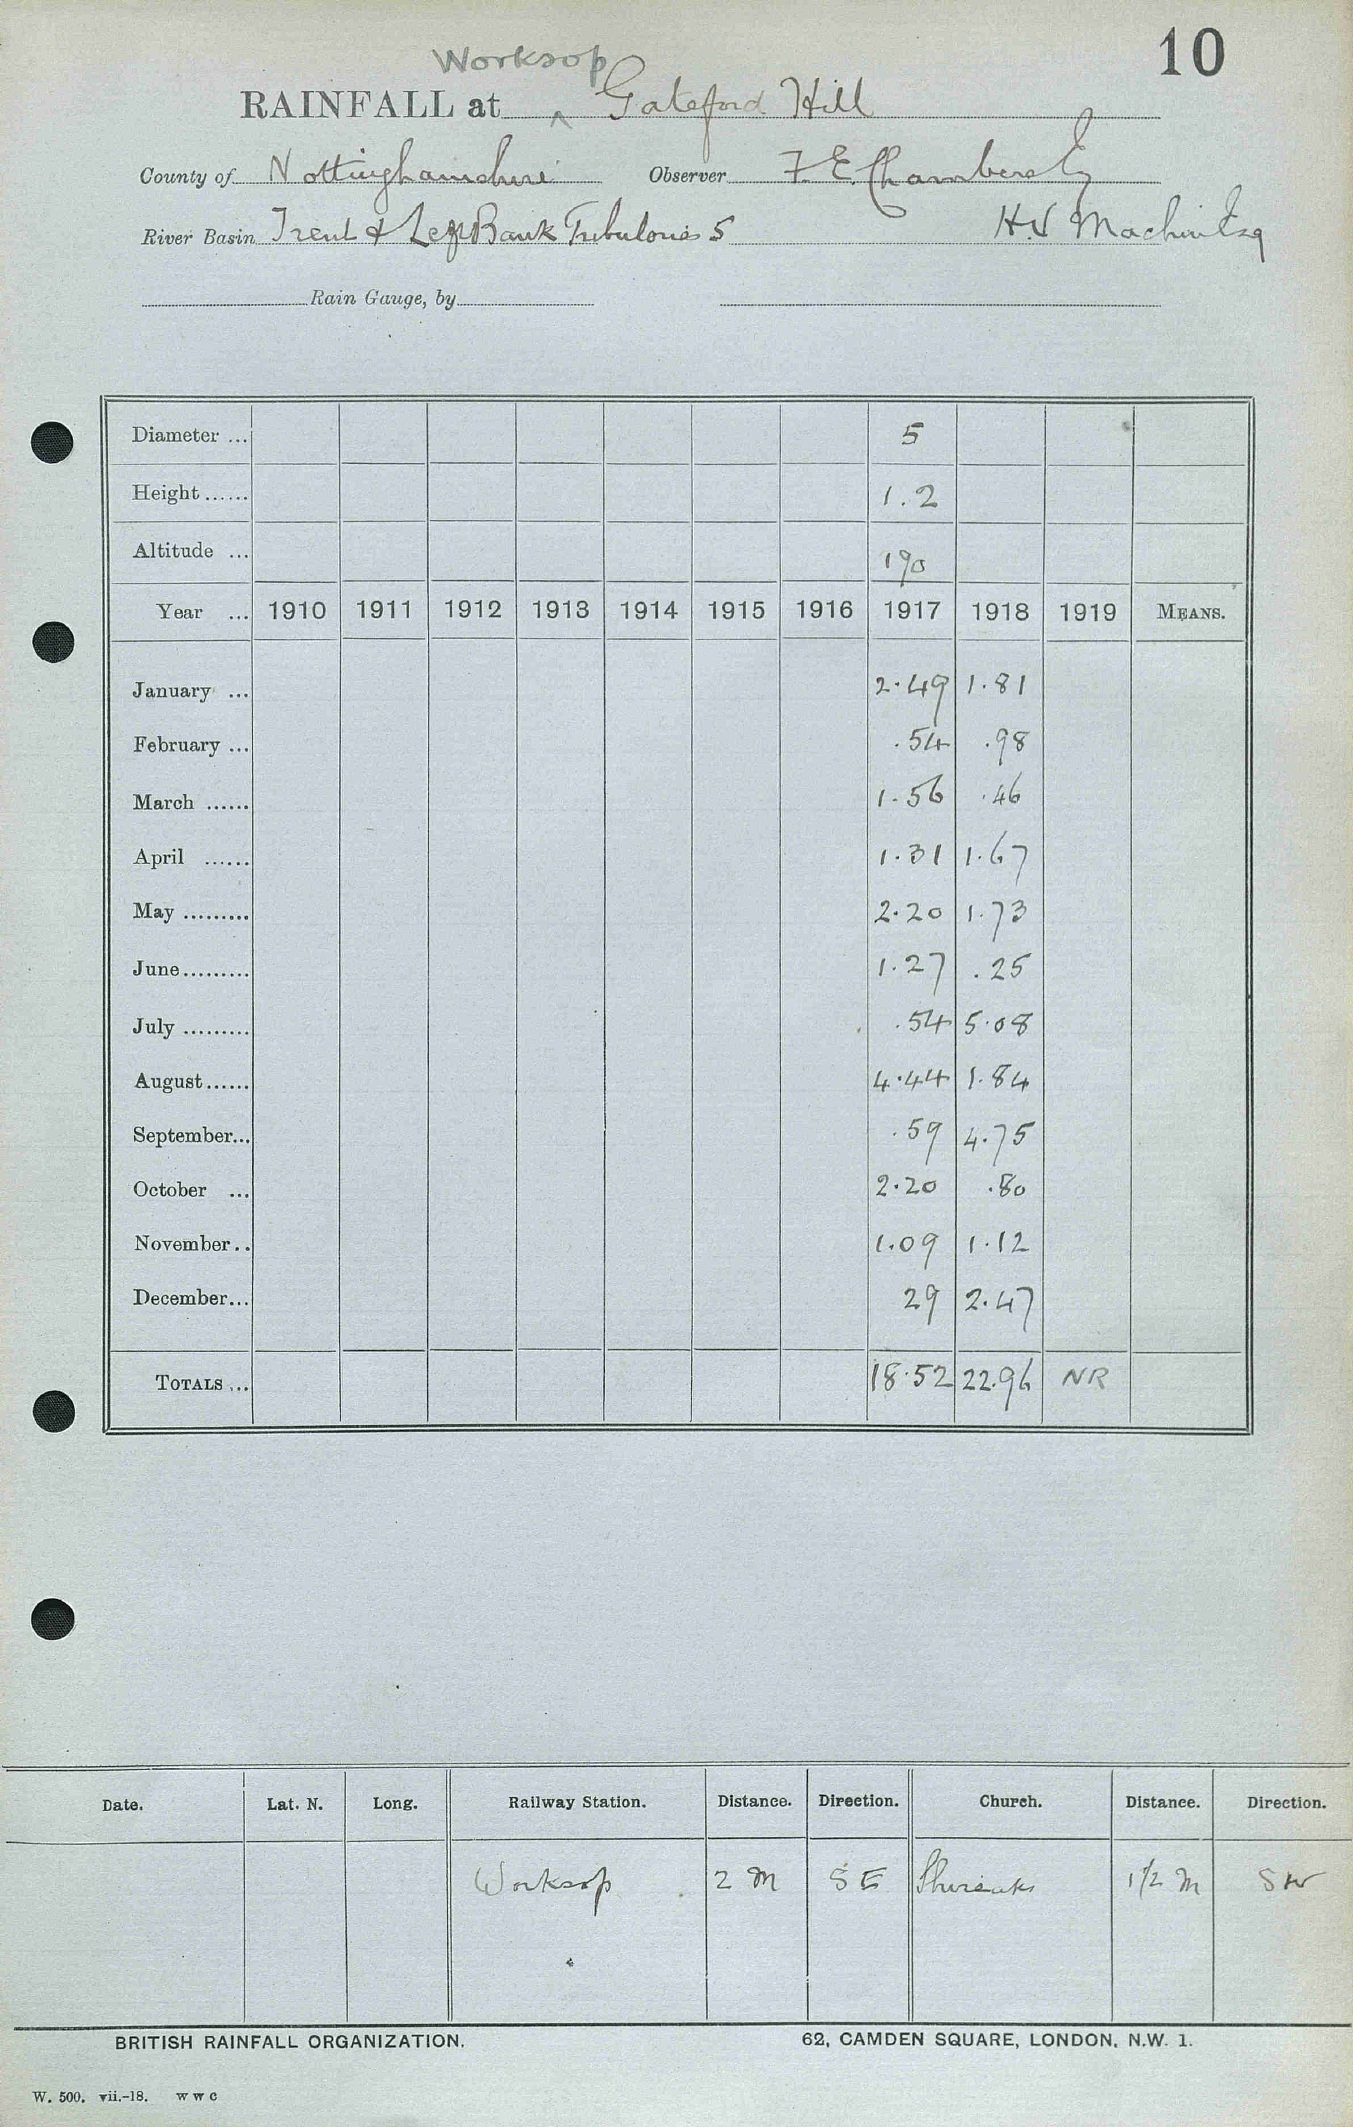 10
Worksop
RAINFALL at ^ Gateford Hill
County of Nottinghamshire Observer F. E. Chambers Esq
River Basin Trent & Left Bank Tributories 5 H.V Machin Esq
Rain Gauge, by
Diameter ... 5
Height ...... 1.2
Altitude ... 190
Year ... 1910 1911 1912 1913 1914 1915 1916 1917 1918 1919 MEANS.
January ... 2.49 1.81
February ... .54 .98
March ...... 1.56 .46
April ...... 1.31 1.67
May ......... 2.20 1.73
June ......... 1.27 .25
July ......... .54 5.08
August ...... 4.44 1.84
September... .59 4.75
October ... 2.20 .80
November.. 1.09 1.12
December... 29 2.47
TOTALS ... 18.52 22.96 NR
Date. Lat. N. Long. Railway Station. Distance. Direction. Church. Distance. Direction.
Worksop 2 m SE Shireoaks 1 1/2 m SW
BRITISH RAINFALL ORGANIZATION. 62, CAMDEN SQUARE, LONDON, N.W. 1.
W. 500. vii.-18. W W C